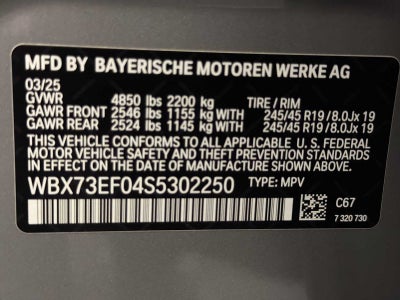 MFD BY BAYERISCHE MOTOREN WERKE AG
03/25
GVWR 4850 lbs 2200 kg TIRE / RIM
GAWR FRONT 2546 lbs 1155 kg WITH 245/45 R19 / 8.0Jx 19
GAWR REAR 2524 lbs 1145 kg WITH 245/45 R19 / 8.0Jx 19
THIS VEHICLE CONFORMS TO ALL APPLICABLE U.S. FEDERAL
MOTOR VEHICLE SAFETY AND THEFT PREVENTION STANDARDS
IN EFFECT ON THE DATE OF MANUFACTURE SHOWN ABOVE.
WBX73EF04S5302250 TYPE: MPV
C67
7 320 730